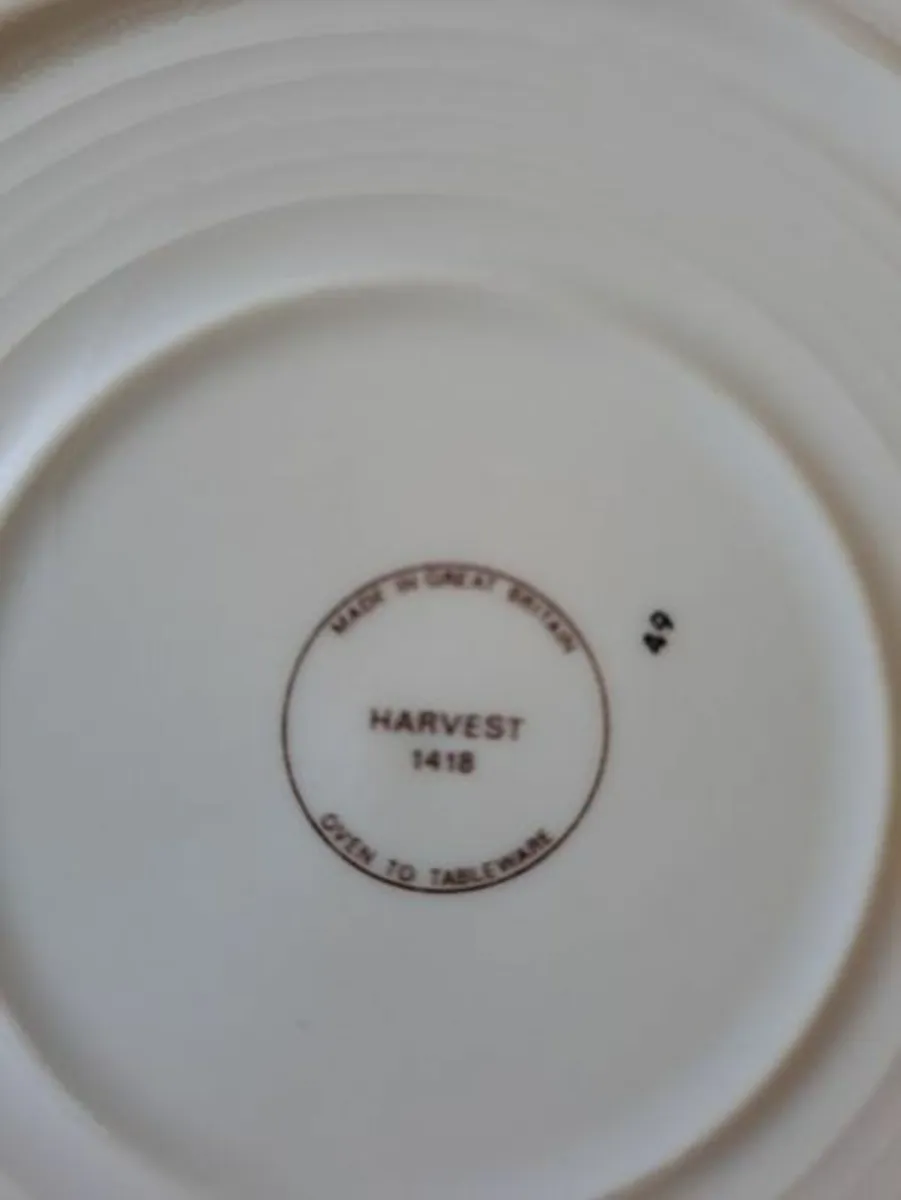 MADE IN GREAT BRITAIN
HARVEST
1418
OVEN TO TABLEWARE
49